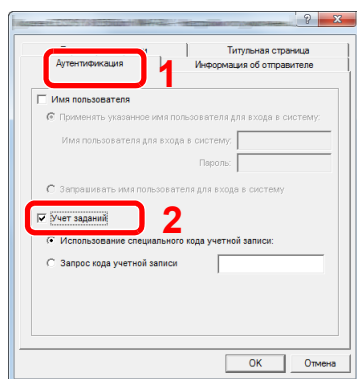 Титульная страница
Аутентификация
Информация об отправителе
1
Имя пользователя
Применять указанное имя пользователя для входа в систему:
Имя пользователя для входа в систему:
Пароль:
Запрашивать имя пользователя для входа в систему
Учет заданий
2
Использование специального кода учетной записи:
Запрос кода учетной записи
OK
Отмена